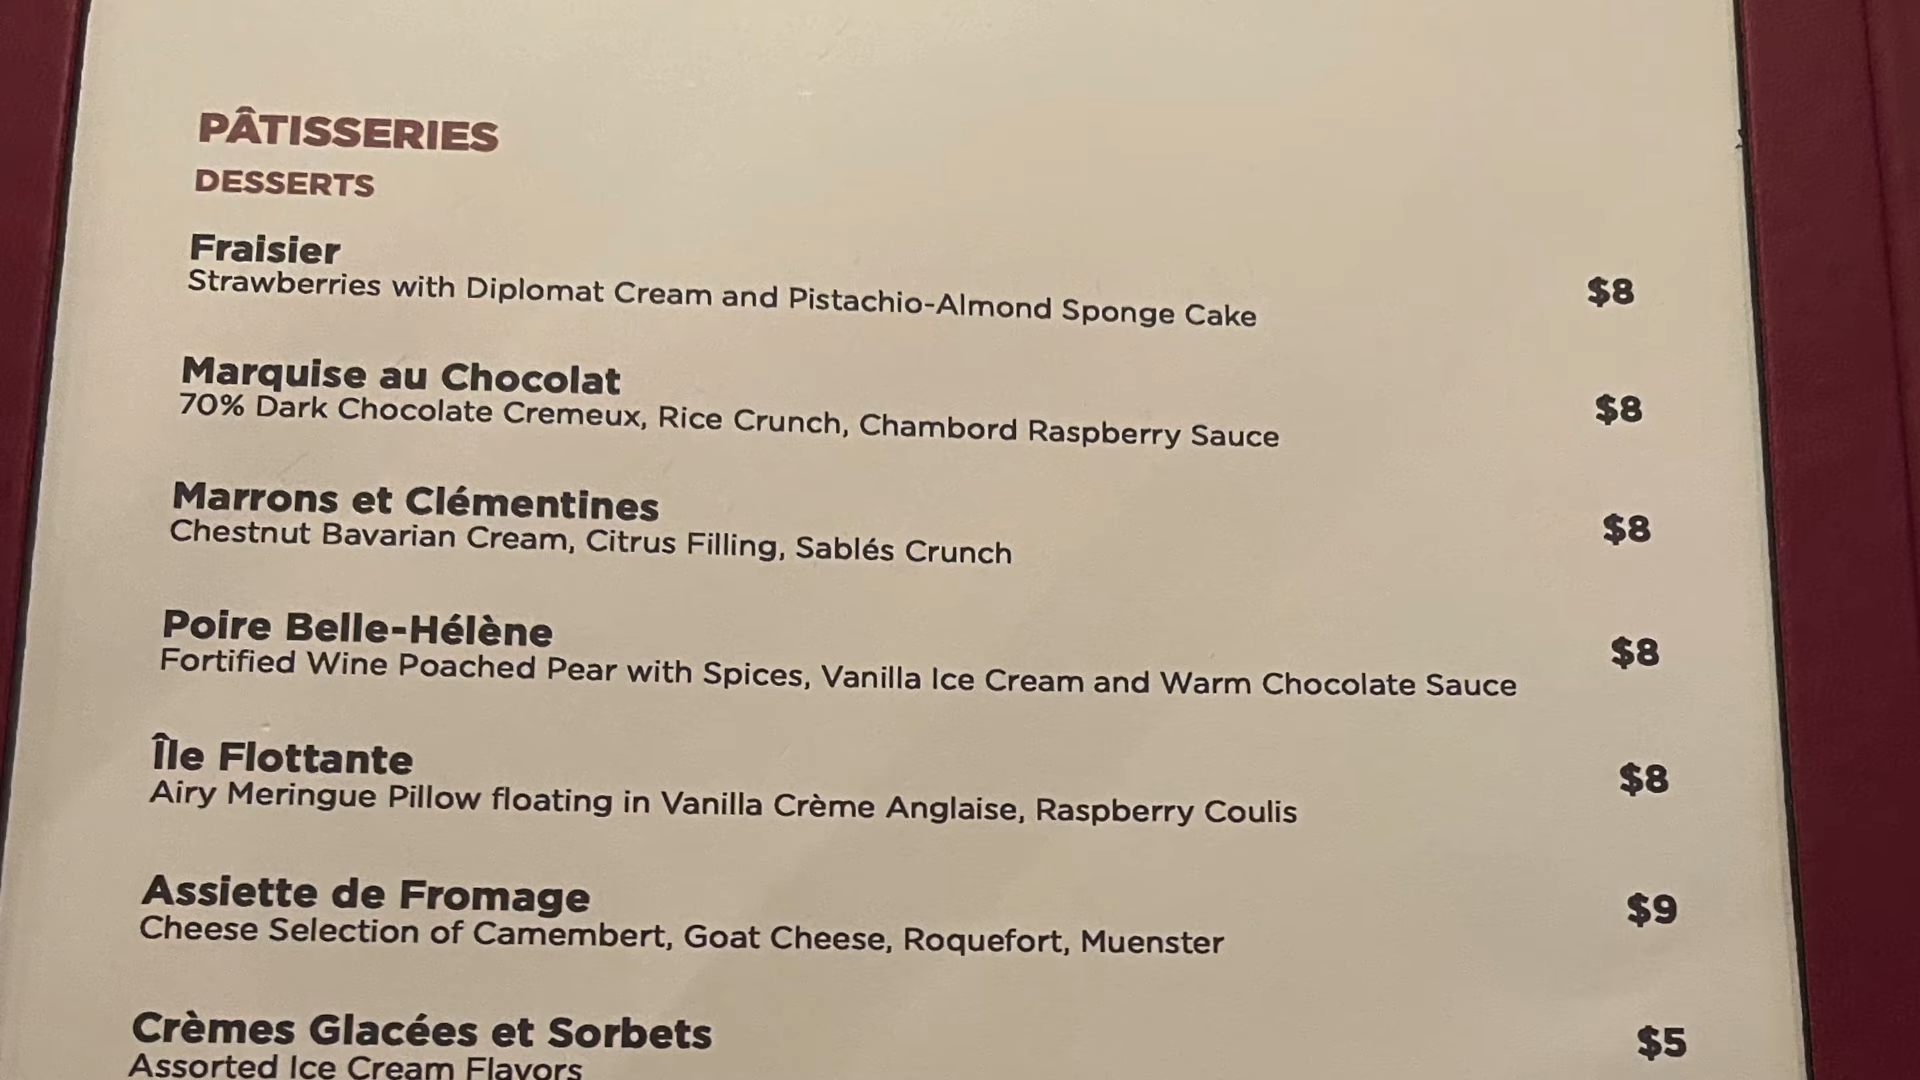 PÂTISSERIES
DESSERTS
Fraisier
Strawberries with Diplomat Cream and Pistachio-Almond Sponge Cake
$8
Marquise au Chocolat
70% Dark Chocolate Cremeux, Rice Crunch, Chambord Raspberry Sauce
$8
Marrons et Clémentines
Chestnut Bavarian Cream, Citrus Filling, Sablés Crunch
$8
Poire Belle-Hélène
Fortified Wine Poached Pear with Spices, Vanilla Ice Cream and Warm Chocolate Sauce
$8
Île Flottante
Airy Meringue Pillow floating in Vanilla Crème Anglaise, Raspberry Coulis
$8
Assiette de Fromage
Cheese Selection of Camembert, Goat Cheese, Roquefort, Muenster
$9
Crèmes Glacées et Sorbets
$5
Assorted Ice Cream Flavors